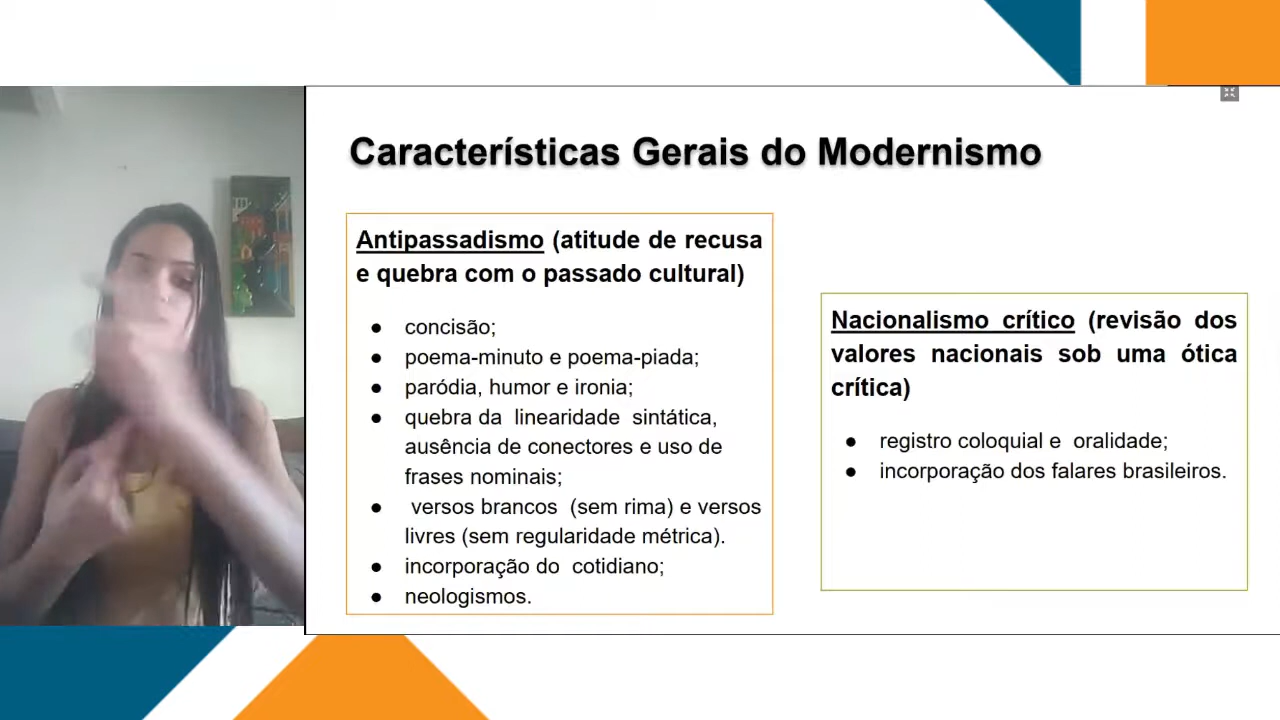 Características Gerais do Modernismo
Antipassadismo (atitude de recusa
e quebra com o passado cultural)
● concisão;
● poema-minuto e poema-piada;
● paródia, humor e ironia;
● quebra da linearidade sintática,
ausência de conectores e uso de
frases nominais;
● versos brancos (sem rima) e versos
livres (sem regularidade métrica).
● incorporação do cotidiano;
● neologismos.
Nacionalismo crítico (revisão dos
valores nacionais sob uma ótica
crítica)
● registro coloquial e oralidade;
● incorporação dos falares brasileiros.